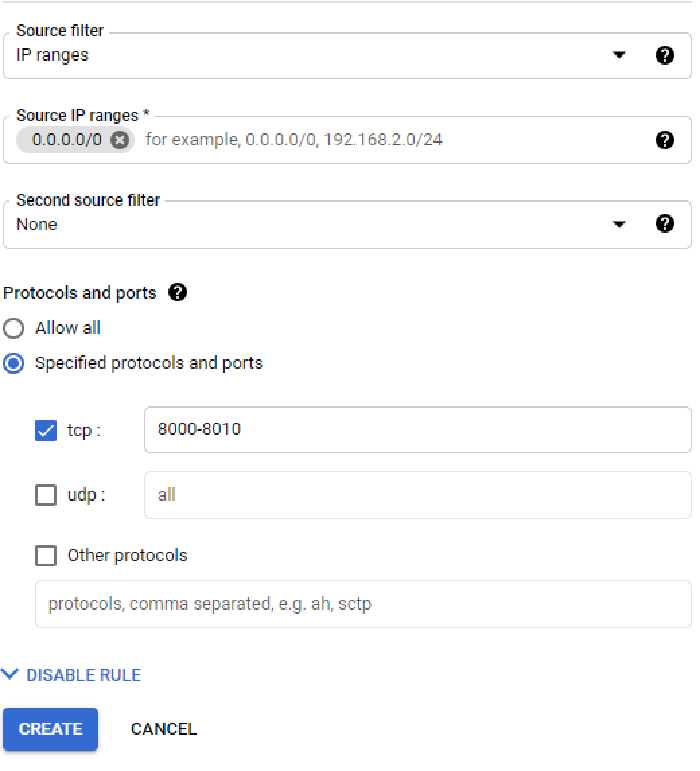 Source filter
IP ranges
Source IP ranges *
0.0.0.0/0 for example, 0.0.0.0/0, 192.168.2.0/24
Second source filter
None
Protocols and ports
Allow all
Specified protocols and ports
tcp : 8000-8010
udp : all
Other protocols
protocols, comma separated, e.g. ah, sctp
DISABLE RULE
CREATE CANCEL